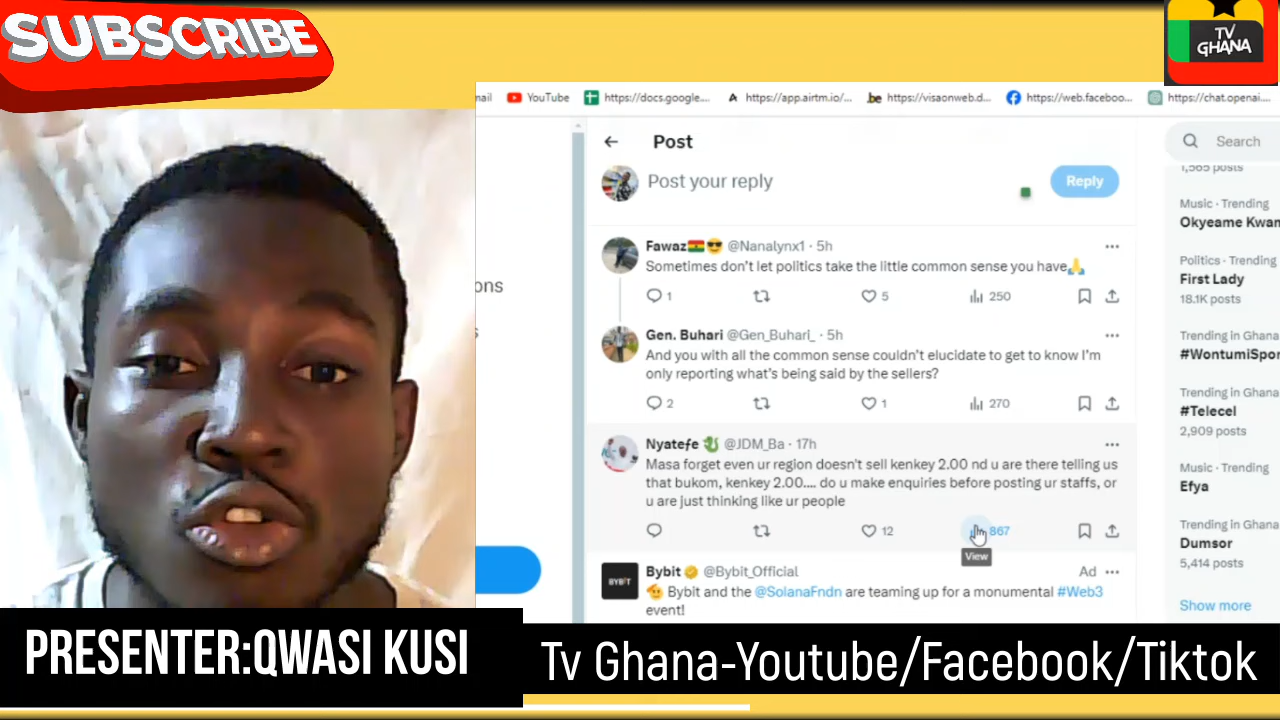 SUBSCRIBE
TV
GHANA
mail
YouTube
https://docs.google....
https://app.airtm.io/...
https://visaonweb.d...
https://web.faceboo...
https://chat.openai....
Post
Search
Post your reply
Reply
1,565 posts
Music · Trending
Okyeame Kwan
Fawaz🇬🇭😎 @Nanalynx1 · 5h
Sometimes don't let politics take the little common sense you have🙏
1
5
250
Politics · Trending
First Lady
18.1K posts
ons
s
Gen. Buhari @Gen_Buhari_ · 5h
And you with all the common sense couldn't elucidate to get to know I'm
only reporting what's being said by the sellers?
2
1
270
Trending in Ghana
#WontumiSpor
Trending in Ghana
#Telecel
2,909 posts
Nyatefe 🐉 @JDM_Ba · 17h
Masa forget even ur region doesn't sell kenkey 2.00 nd u are there telling us
that bukom, kenkey 2.00.... do u make enquiries before posting ur staffs, or
u are just thinking like ur people
12
867
View
Music · Trending
Efya
Trending in Ghana
Dumsor
5,414 posts
Show more
BYBIT
Bybit @Bybit_Official
Ad
🫡 Bybit and the @SolanaFndn are teaming up for a monumental #Web3
event!
PRESENTER:QWASI KUSI
Tv Ghana-Youtube/Facebook/Tiktok